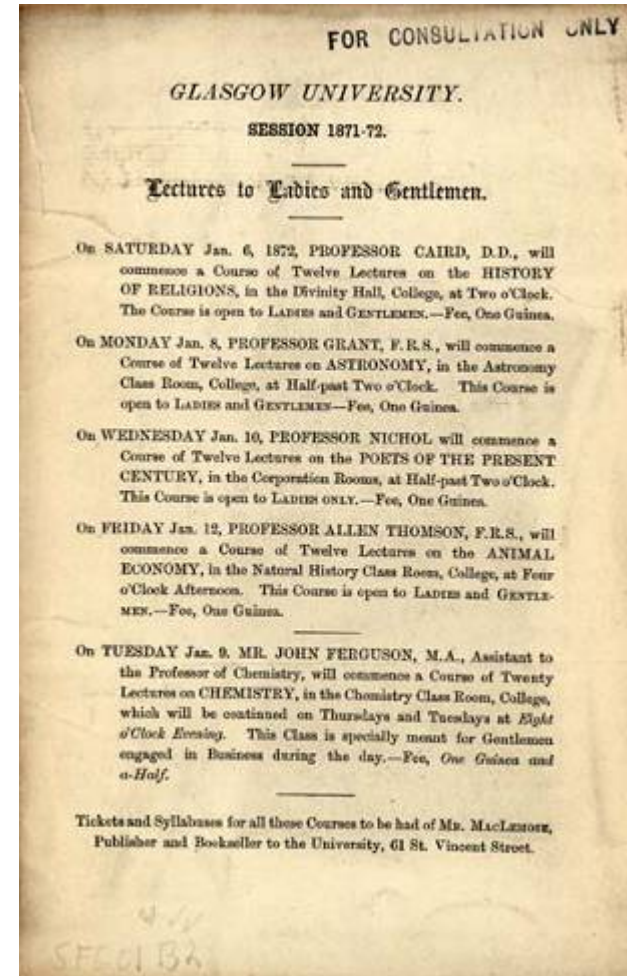 FOR CONSULTATION ONLY
GLASGOW UNIVERSITY.
SESSION 1871-72.
Lectures to Ladies and Gentlemen.
On SATURDAY Jan. 6, 1872, PROFESSOR CAIRD, D.D., will
commence a Course of Twelve Lectures on the HISTORY
OF RELIGIONS, in the Divinity Hall, College, at Two o'Clock.
The Course is open to LADIES and GENTLEMEN.—Fee, One Guinea.
On MONDAY Jan. 8, PROFESSOR GRANT, F.R.S., will commence a
Course of Twelve Lectures on ASTRONOMY, in the Astronomy
Class Room, College, at Half-past Two o'Clock. This Course is
open to LADIES and GENTLEMEN—Fee, One Guinea.
On WEDNESDAY Jan. 10, PROFESSOR NICHOL will commence a
Course of Twelve Lectures on the POETS OF THE PRESENT
CENTURY, in the Corporation Rooms, at Half-past Two o'Clock.
This Course is open to LADIES ONLY.—Fee, One Guinea.
On FRIDAY Jan. 12, PROFESSOR ALLEN THOMSON, F.R.S., will
commence a Course of Twelve Lectures on the ANIMAL
ECONOMY, in the Natural History Class Room, College, at Four
o'Clock Afternoon. This Course is open to LADIES and GENTLE-
MEN.—Fee, One Guinea.
On TUESDAY Jan. 9. MR. JOHN FERGUSON, M.A., Assistant to
the Professor of Chemistry, will commence a Course of Twenty
Lectures on CHEMISTRY, in the Chemistry Class Room, College,
which will be continued on Thursdays and Tuesdays at Eight
o'Clock Evening. This Class is specially meant for Gentlemen
engaged in Business during the day.—Fee, One Guinea and
a-Half.
Tickets and Syllabuses for all these Courses to be had of MR. MACLEHOSE,
Publisher and Bookseller to the University, 61 St. Vincent Street.